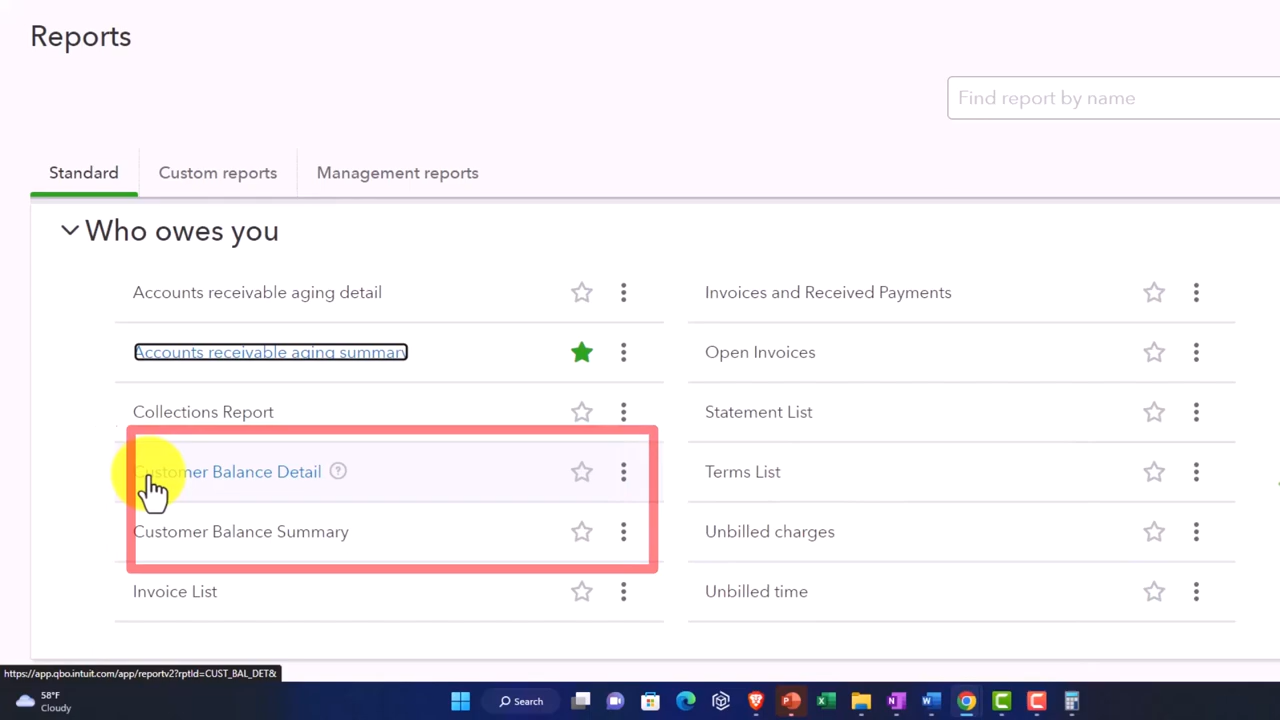 Reports
Find report by name
Standard
Custom reports
Management reports
Who owes you
Accounts receivable aging detail
Invoices and Received Payments
Accounts receivable aging summary
Open Invoices
Collections Report
Statement List
Customer Balance Detail
Terms List
Customer Balance Summary
Unbilled charges
Invoice List
Unbilled time
https://app.qbo.intuit.com/app/reportv2?rptId=CUST_BAL_DET&
58°F
Cloudy
Search